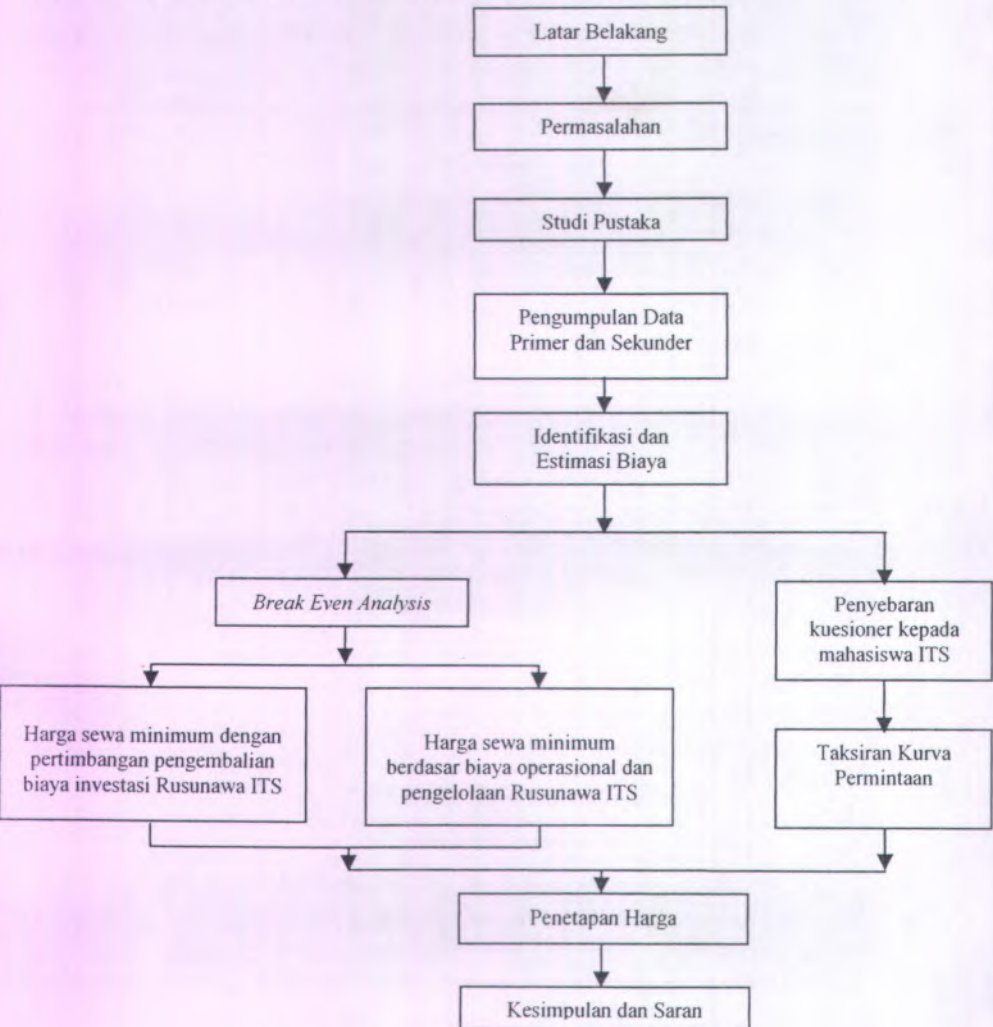 Latar Belakang
Permasalahan
Studi Pustaka
Pengumpulan Data
Primer dan Sekunder
Identifikasi dan
Estimasi Biaya
Break Even Analysis
Penyebaran
kuesioner kepada
mahasiswa ITS
Harga sewa minimum dengan
pertimbangan pengembalian
biaya investasi Rusunawa ITS
Harga sewa minimum
berdasar biaya operasional dan
pengelolaan Rusunawa ITS
Taksiran Kurva
Permintaan
Penetapan Harga
Kesimpulan dan Saran